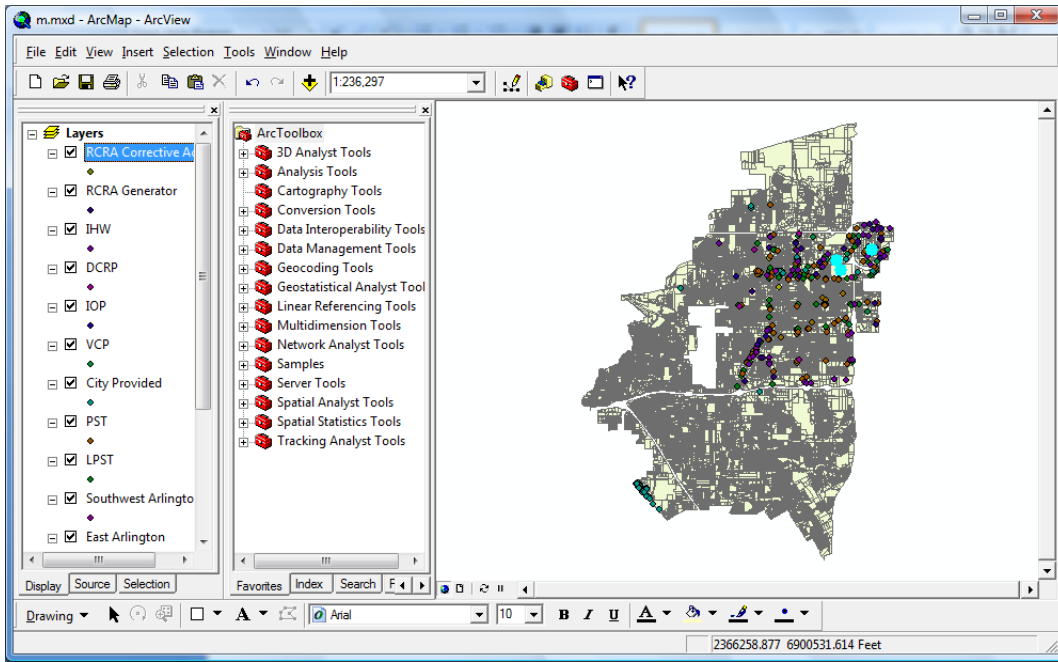 m.mxd - ArcMap - ArcView
File Edit View Insert Selection Tools Window Help
1:236,297
Layers
RCRA Corrective Ac
RCRA Generator
IHW
DCRP
IOP
VCP
City Provided
PST
LPST
Southwest Arlingto
East Arlington
Display Source Selection
ArcToolbox
3D Analyst Tools
Analysis Tools
Cartography Tools
Conversion Tools
Data Interoperability Tools
Data Management Tools
Geocoding Tools
Geostatistical Analyst Tool
Linear Referencing Tools
Multidimension Tools
Network Analyst Tools
Samples
Server Tools
Spatial Analyst Tools
Spatial Statistics Tools
Tracking Analyst Tools
Favorites Index Search F
Drawing A Arial 10 B I U A
2366258.877 6900531.614 Feet